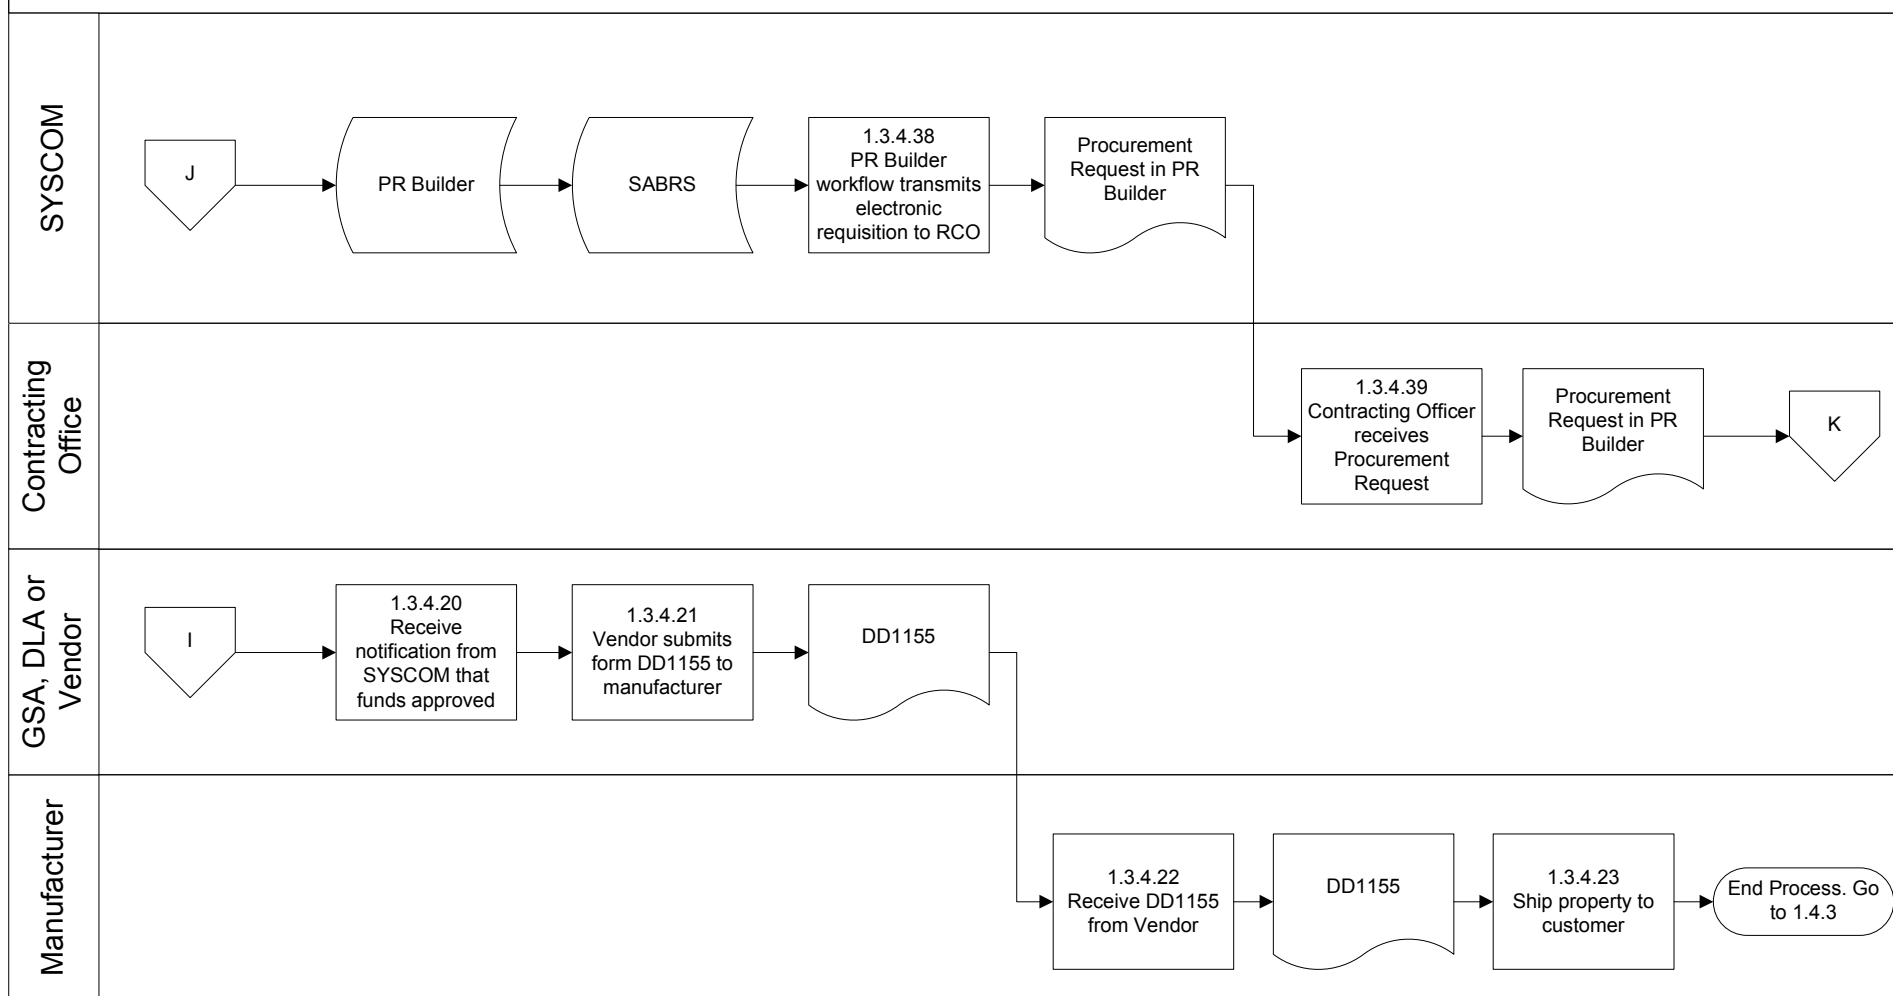 SYSCOM
J
PR Builder
SABRS
1.3.4.38
PR Builder
workflow transmits
electronic
requisition to RCO
Procurement
Request in PR
Builder
Contracting
Office
1.3.4.39
Contracting Officer
receives
Procurement
Request
Procurement
Request in PR
Builder
K
GSA, DLA or
Vendor
I
1.3.4.20
Receive
notification from
SYSCOM that
funds approved
1.3.4.21
Vendor submits
form DD1155 to
manufacturer
DD1155
Manufacturer
1.3.4.22
Receive DD1155
from Vendor
DD1155
1.3.4.23
Ship property to
customer
End Process. Go
to 1.4.3